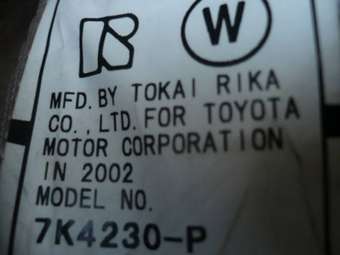 R W
MFD. BY TOKAI RIKA
CO., LTD. FOR TOYOTA
MOTOR CORPORATION
IN 2002
MODEL NO.
7K4230-P